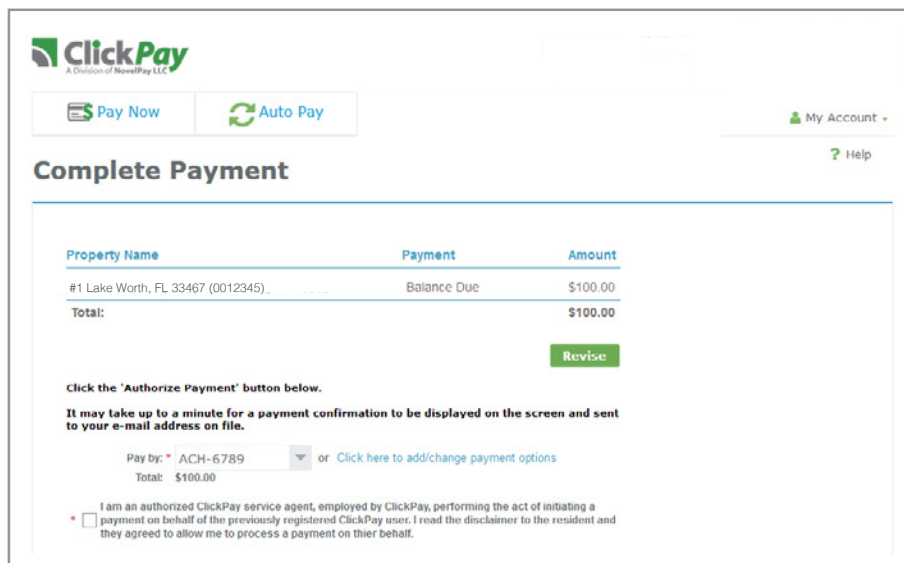 ClickPay
A Division of NovelPay LLC
Pay Now
Auto Pay
My Account
? Help
Complete Payment
Property Name Payment Amount
#1 Lake Worth, FL 33467 (0012345) Balance Due $100.00
Total: $100.00
Revise
Click the 'Authorize Payment' button below.
It may take up to a minute for a payment confirmation to be displayed on the screen and sent
to your e-mail address on file.
Pay by: * ACH-6789 or Click here to add/change payment options
Total: $100.00
I am an authorized ClickPay service agent, employed by ClickPay, performing the act of initiating a
* payment on behalf of the previously registered ClickPay user. I read the disclaimer to the resident and
they agreed to allow me to process a payment on thier behalf.